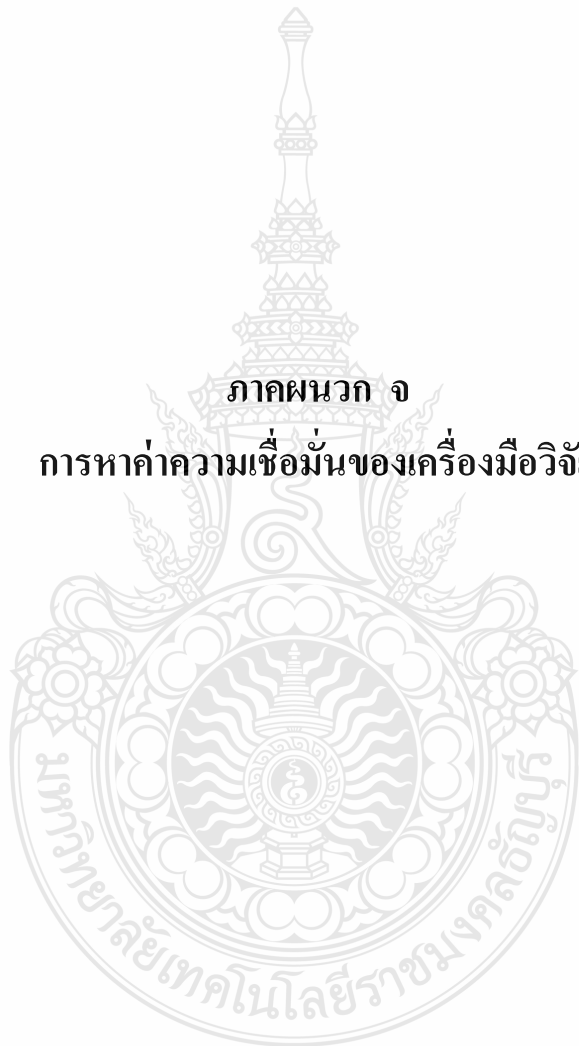 ภาคผนวก จ
การหาค่าความเชื่อมั่นของเครื่องมือ
มหาวิทยาลัยเทคโนโลยีราชมงคลธัญบุรี